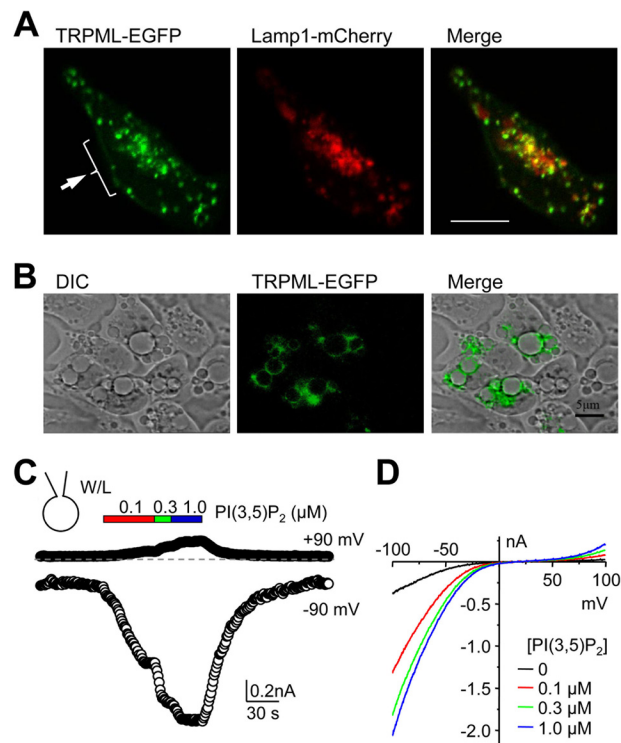 A
TRPML-EGFP Lamp1-mCherry Merge
B
DIC TRPML-EGFP Merge
5μm
C
W/L
0.1 0.3 1.0 PI(3,5)P₂ (μM)
+90 mV
-90 mV
0.2nA
30 s
D
nA
-100 -50 50 100
mV
-0.5
-1.0
-1.5
-2.0
[PI(3,5)P₂]
0
0.1 μM
0.3 μM
1.0 μM